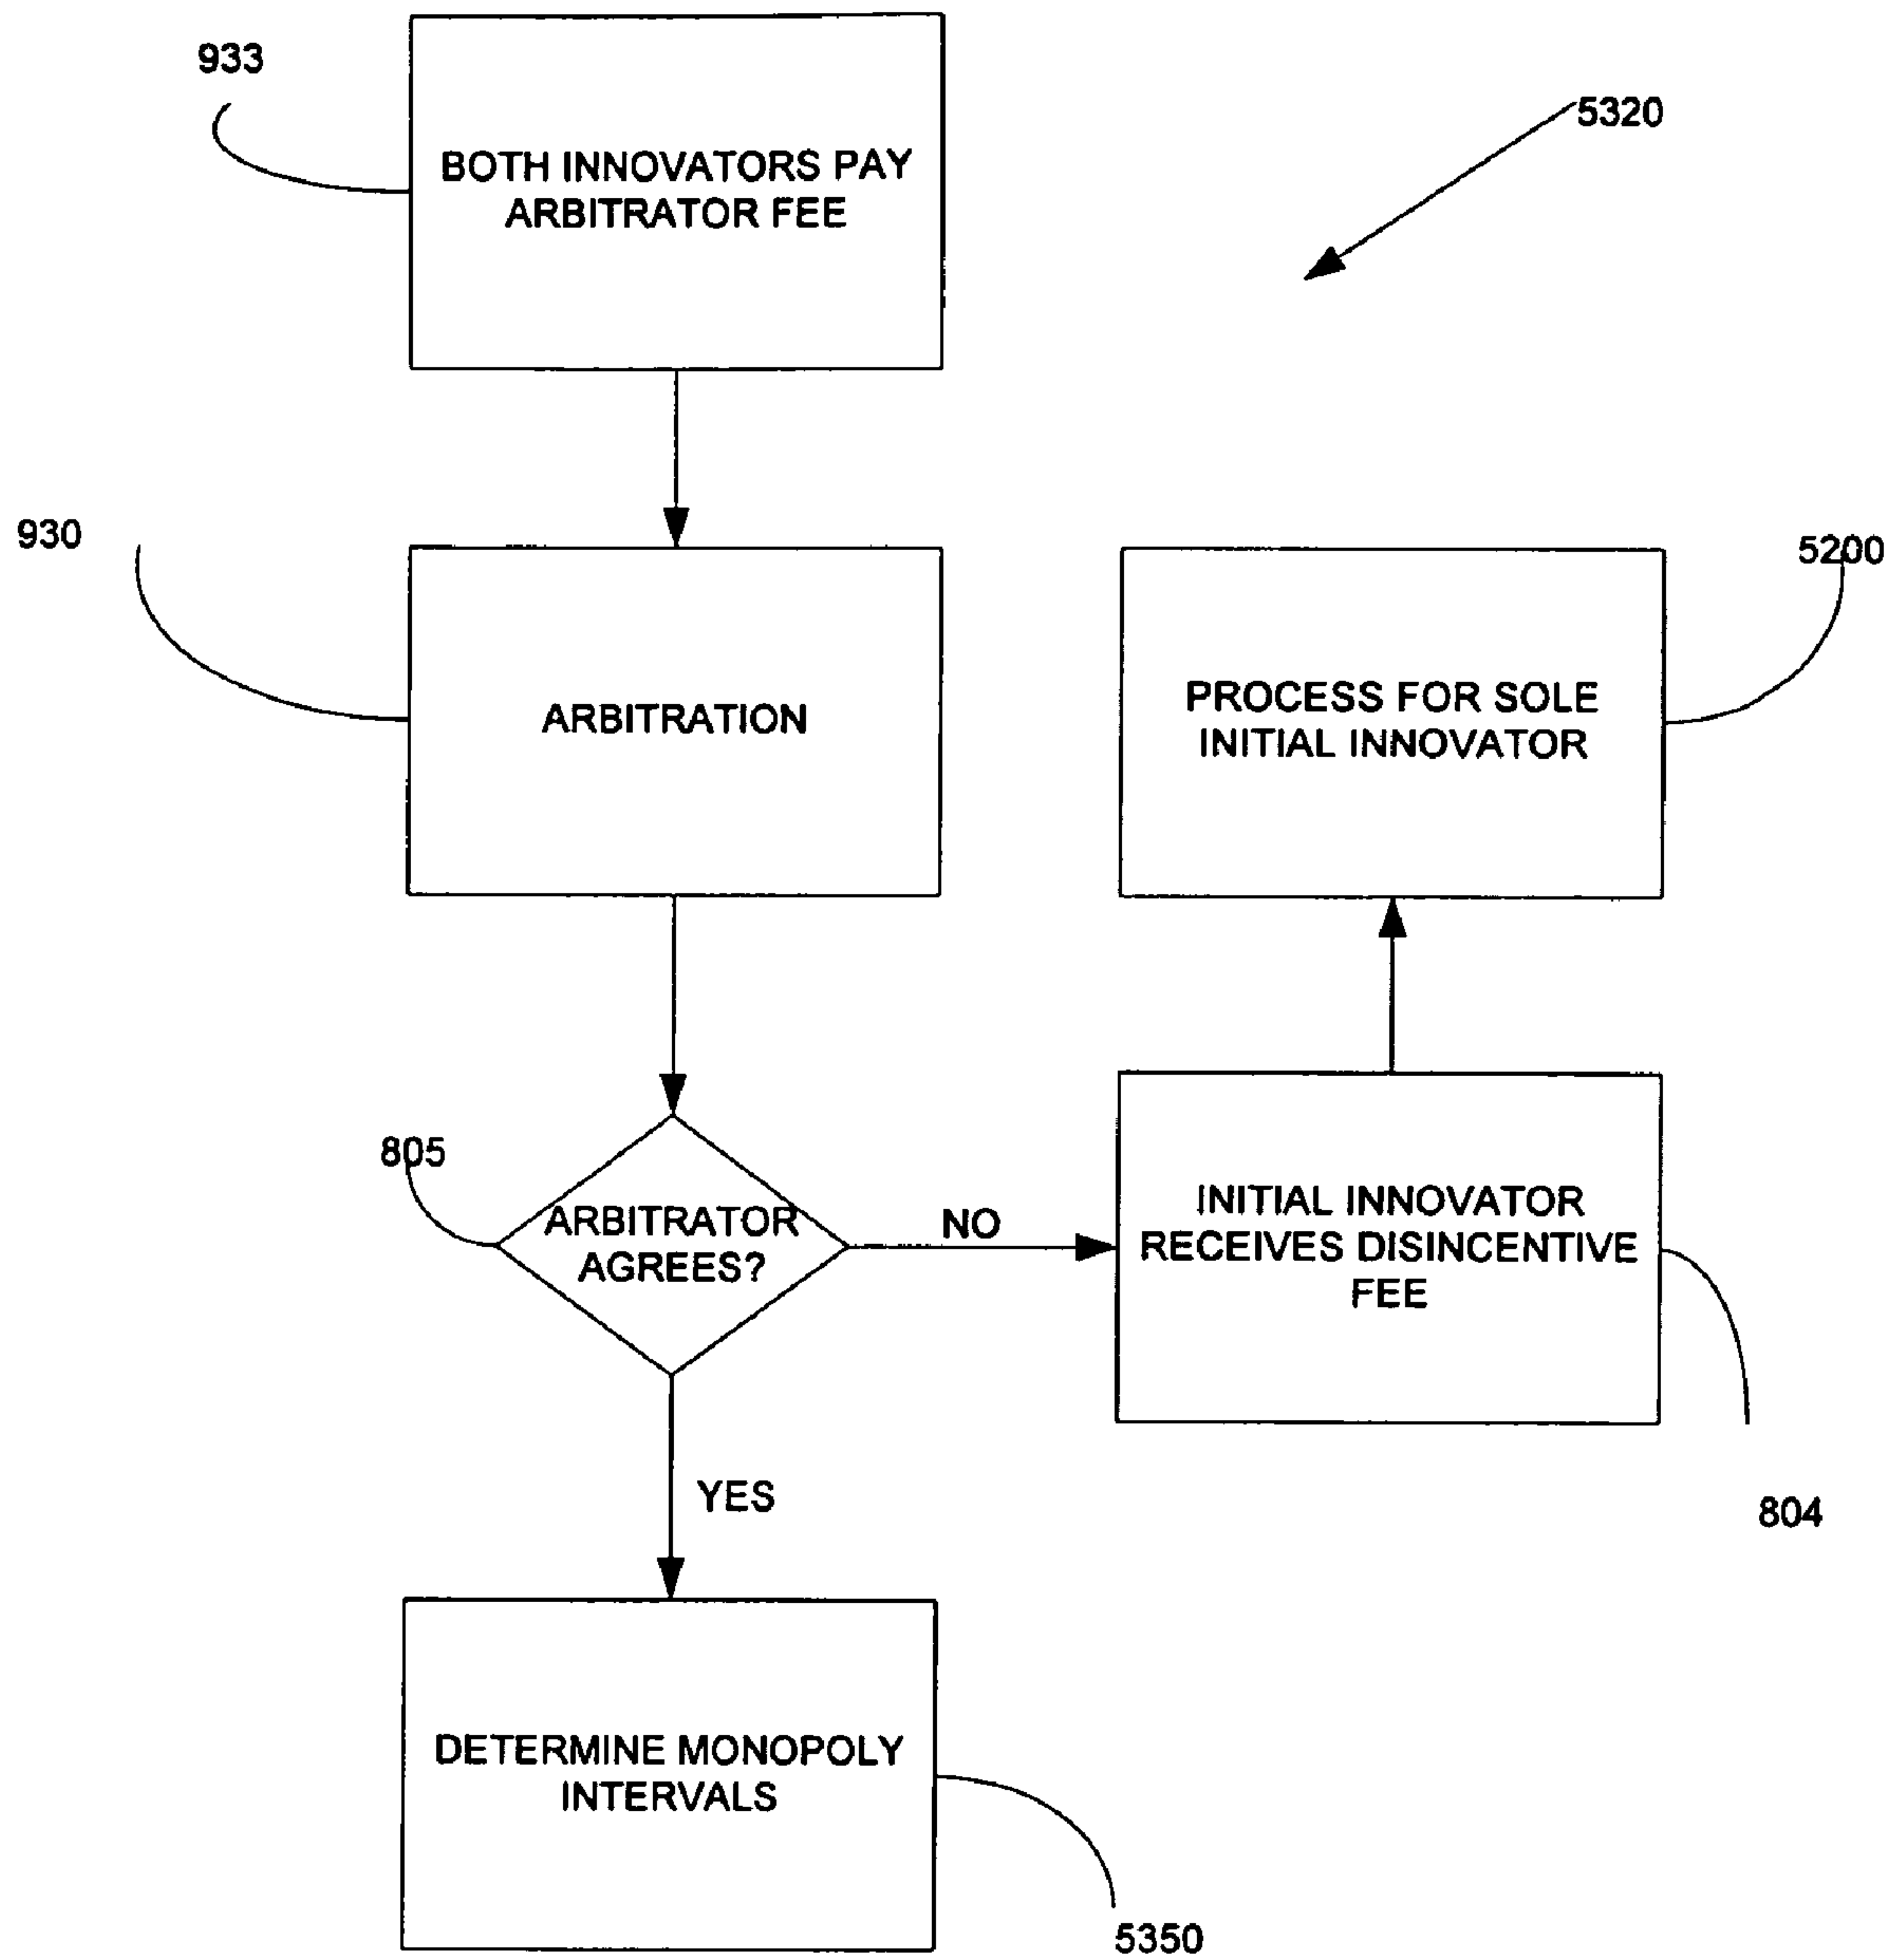 933
BOTH INNOVATORS PAY
ARBITRATOR FEE
5320
930
ARBITRATION
5200
PROCESS FOR SOLE
INITIAL INNOVATOR
805
ARBITRATOR
AGREES?
NO
INITIAL INNOVATOR
RECEIVES DISINCENTIVE
FEE
804
YES
DETERMINE MONOPOLY
INTERVALS
5350